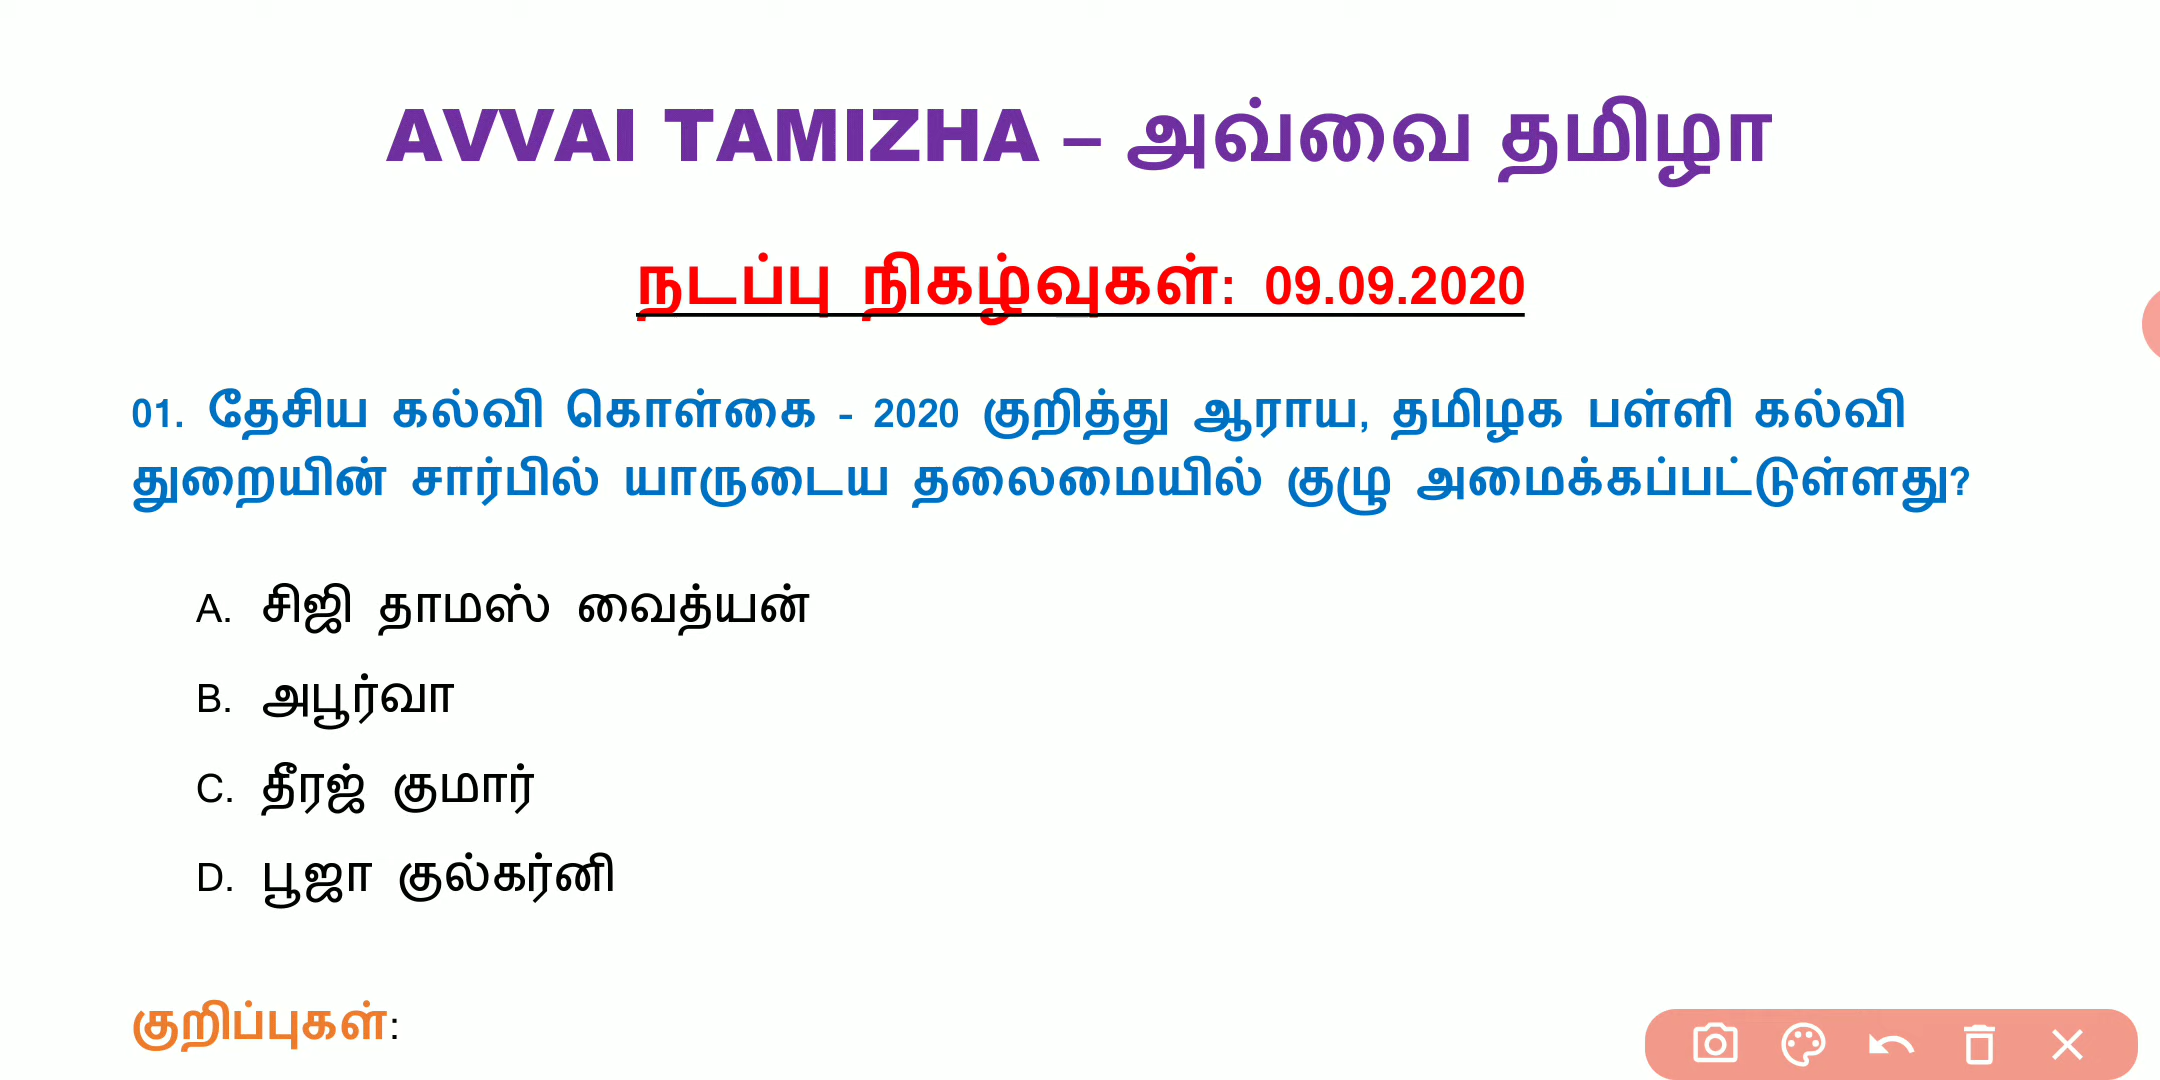 AVVAI TAMIZHA – அவ்வை தமிழா
நடப்பு நிகழ்வுகள்: 09.09.2020
01. தேசிய கல்வி கொள்கை - 2020 குறித்து ஆராய, தமிழக பள்ளி கல்வி
துறையின் சார்பில் யாருடைய தலைமையில் குழு அமைக்கப்பட்டுள்ளது?
A. சிஜி தாமஸ் வைத்யன்
B. அபூர்வா
C. தீரஜ் குமார்
D. பூஜா குல்கர்னி
குறிப்புகள்: